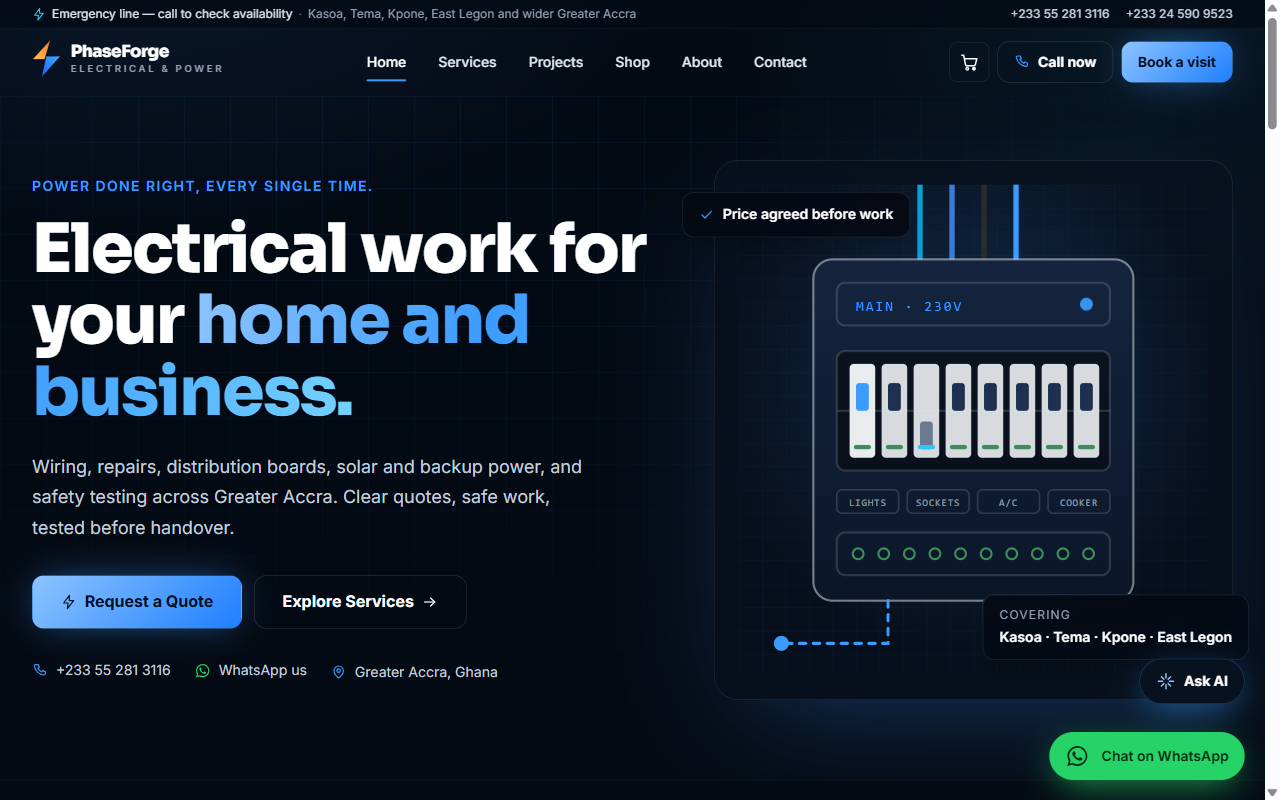 Emergency line — call to check availability · Kasoa, Tema, Kpone, East Legon and wider Greater Accra
+233 55 281 3116 +233 24 590 9523
PhaseForge
ELECTRICAL & POWER
Home Services Projects Shop About Contact
Call now
Book a visit
POWER DONE RIGHT, EVERY SINGLE TIME.
Electrical work for
your home and
business.
Wiring, repairs, distribution boards, solar and backup power, and
safety testing across Greater Accra. Clear quotes, safe work,
tested before handover.
Request a Quote
Explore Services →
+233 55 281 3116
WhatsApp us
Greater Accra, Ghana
Price agreed before work
MAIN · 230V
LIGHTS SOCKETS A/C COOKER
COVERING
Kasoa · Tema · Kpone · East Legon
Ask AI
Chat on WhatsApp